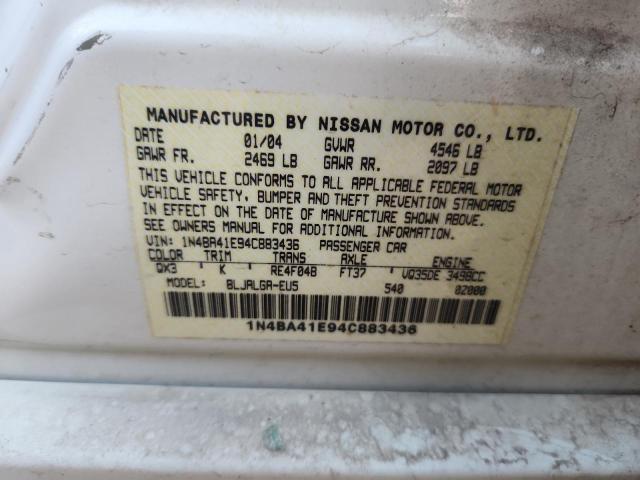 MANUFACTURED BY NISSAN MOTOR CO., LTD.
DATE 01/04 GVWR 4546 LB
GAWR FR. 2469 LB GAWR RR. 2097 LB
THIS VEHICLE CONFORMS TO ALL APPLICABLE FEDERAL MOTOR
VEHICLE SAFETY, BUMPER AND THEFT PREVENTION STANDARDS
IN EFFECT ON THE DATE OF MANUFACTURE SHOWN ABOVE.
SEE OWNERS MANUAL FOR ADDITIONAL INFORMATION.
VIN: 1N4BA41E94C883436 PASSENGER CAR
COLOR TRIM TRANS AXLE ENGINE
QX3 K RE4F04B FT37 VQ35DE 3498CC
MODEL: BLJALGA-EU5 540 02000
1N4BA41E94C883436